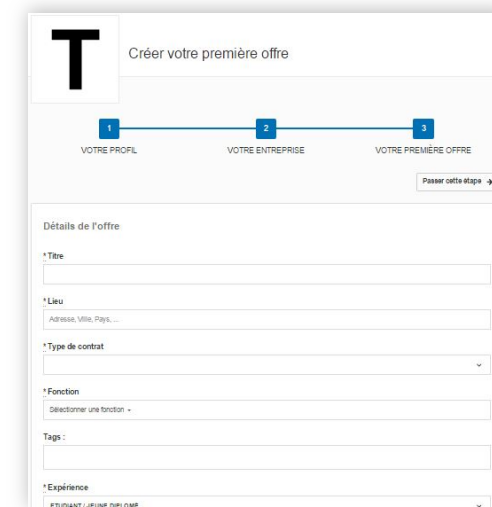 T
Créer votre première offre
1
2
3
VOTRE PROFIL
VOTRE ENTREPRISE
VOTRE PREMIÈRE OFFRE
Passer cette étape →
Détails de l'offre
* Titre
* Lieu
Adresse, Ville, Pays, ...
* Type de contrat
* Fonction
Sélectionner une fonction
Tags :
* Expérience
ETUDIANT / JEUNE DIPLOMÉ